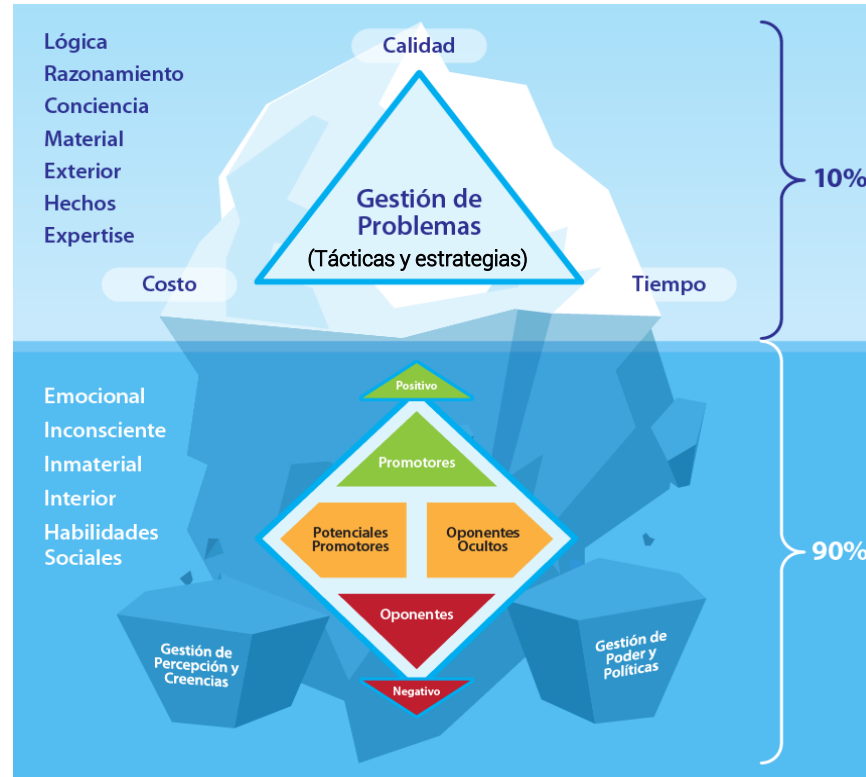 Lógica
Razonamiento
Conciencia
Material
Exterior
Hechos
Expertise
Calidad
Gestión de
Problemas
(Tácticas y estrategias)
Costo
Tiempo
10%
Emocional
Inconsciente
Inmaterial
Interior
Habilidades
Sociales
Positivo
Promotores
Potenciales
Promotores
Oponentes
Ocultos
Oponentes
Negativo
Gestión de
Percepción y
Creencias
Gestión de
Poder y
Políticas
90%